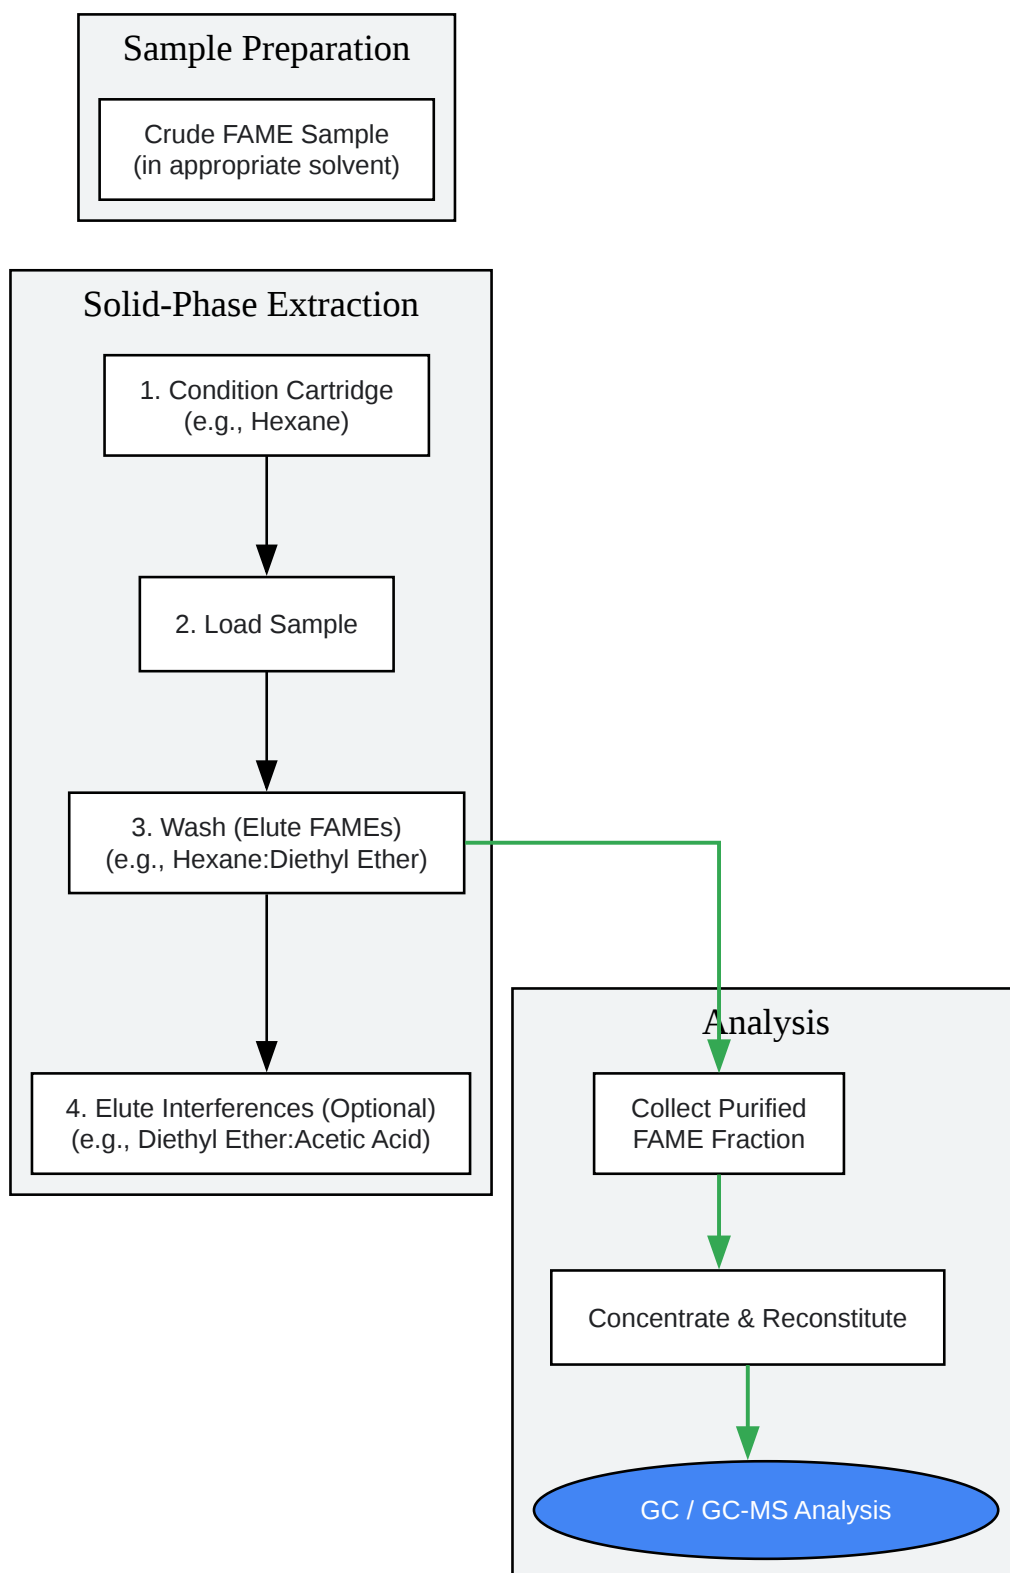 Sample Preparation
Crude FAME Sample
(in appropriate solvent)
Solid-Phase Extraction
1. Condition Cartridge
(e.g., Hexane)
2. Load Sample
3. Wash (Elute FAMEs)
(e.g., Hexane:Diethyl Ether)
4. Elute Interferences (Optional)
(e.g., Diethyl Ether:Acetic Acid)
Analysis
Collect Purified
FAME Fraction
Concentrate & Reconstitute
GC / GC-MS Analysis